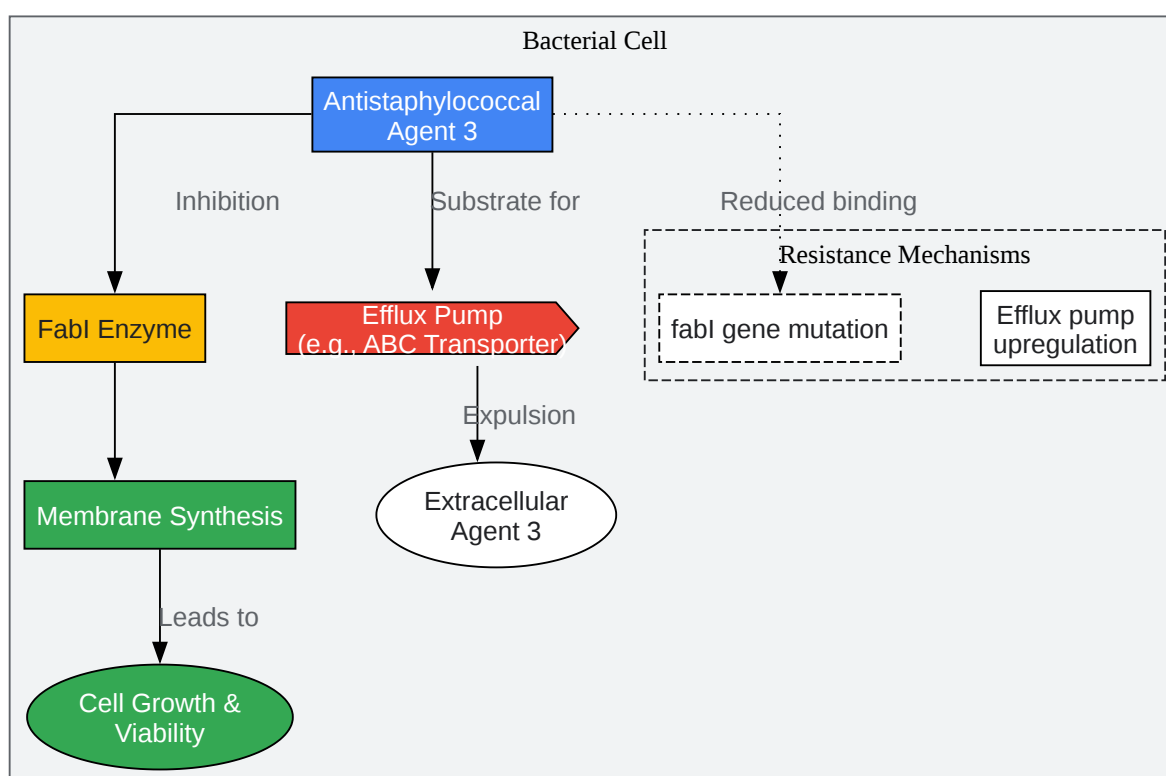 Bacterial Cell
Antistaphylococcal
Agent 3
Inhibition
Substrate for
Reduced binding
Resistance Mechanisms
FabI Enzyme
Efflux Pump
(e.g., ABC Transporter)
fabI gene mutation
Efflux pump
upregulation
Expulsion
Membrane Synthesis
Extracellular
Agent 3
Leads to
Cell Growth &
Viability